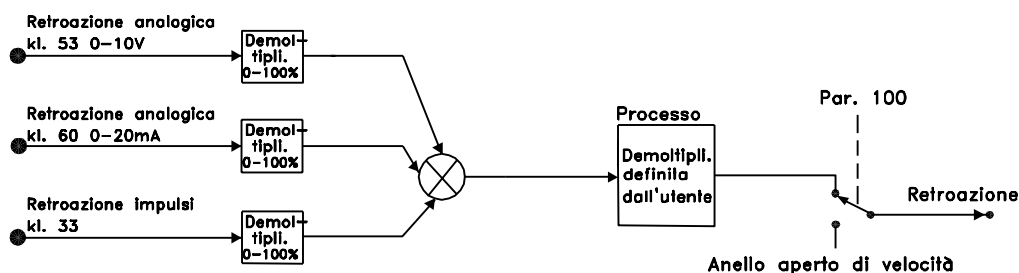 Retroazione analogica
kl. 53 0-10V
Demol-
tipli.
0-100%
Retroazione analogica
kl. 60 0-20mA
Demol-
tipli.
0-100%
Retroazione impulsi
kl. 33
Demol-
tipli.
0-100%
Processo
Demoltipli.
definila
dall'utente
Par. 100
Retroazione
Anello aperto di velocità